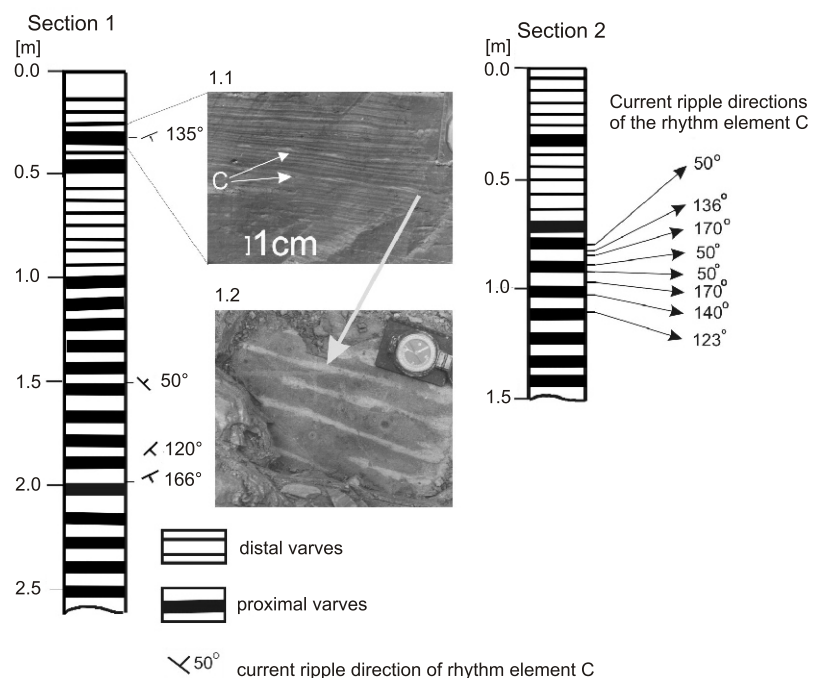 Section 1
[m]
0.0
0.5
1.0
1.5
2.0
2.5
135°
50°
120°
166°
1.1
C
1cm
1.2
Section 2
[m]
0.0
0.5
1.0
1.5
Current ripple directions
of the rhythm element C
50°
136°
170°
50°
50°
170°
140°
123°
distal varves
proximal varves
50° current ripple direction of rhythm element C